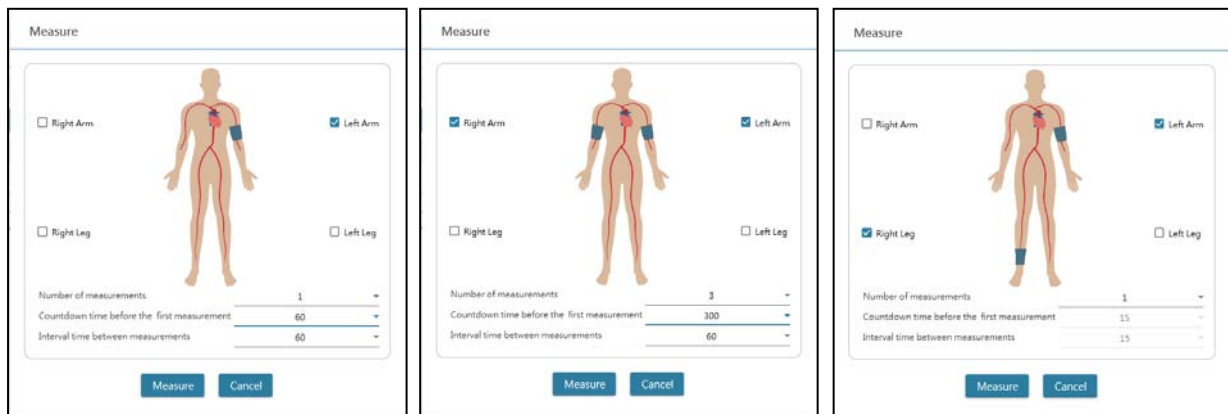 Measure
Right Arm
Left Arm
Right Leg
Left Leg
Number of measurements 1
Countdown time before the first measurement 60
Interval time between measurements 60
Measure Cancel
Measure
Right Arm
Left Arm
Right Leg
Left Leg
Number of measurements 3
Countdown time before the first measurement 300
Interval time between measurements 60
Measure Cancel
Measure
Right Arm
Left Arm
Right Leg
Left Leg
Number of measurements 1
Countdown time before the first measurement 15
Interval time between measurements 15
Measure Cancel